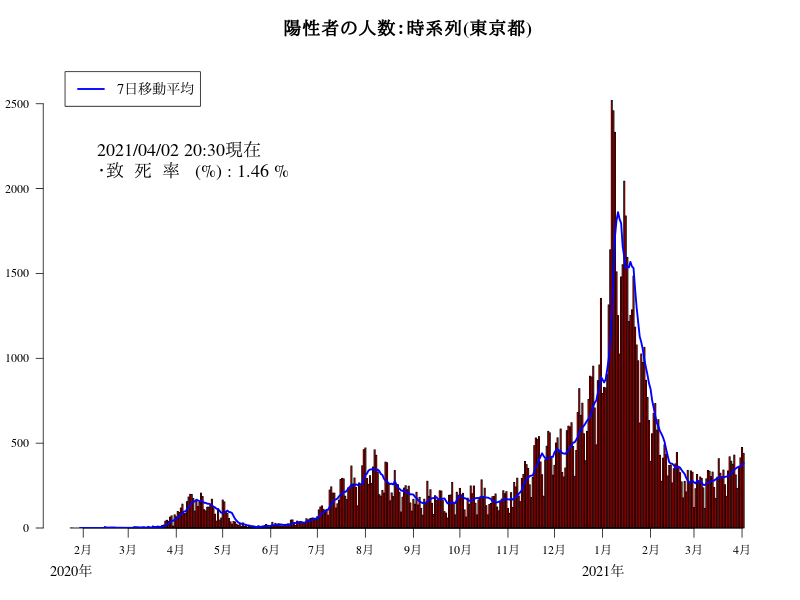 陽性者の人数：時系列(東京都)
7日移動平均
2021/04/02 20:30現在
・致 死 率 (%) : 1.46 %
2500
2000
1500
1000
500
0
2月 3月 4月 5月 6月 7月 8月 9月 10月 11月 12月 1月 2月 3月 4月
2020年 2021年